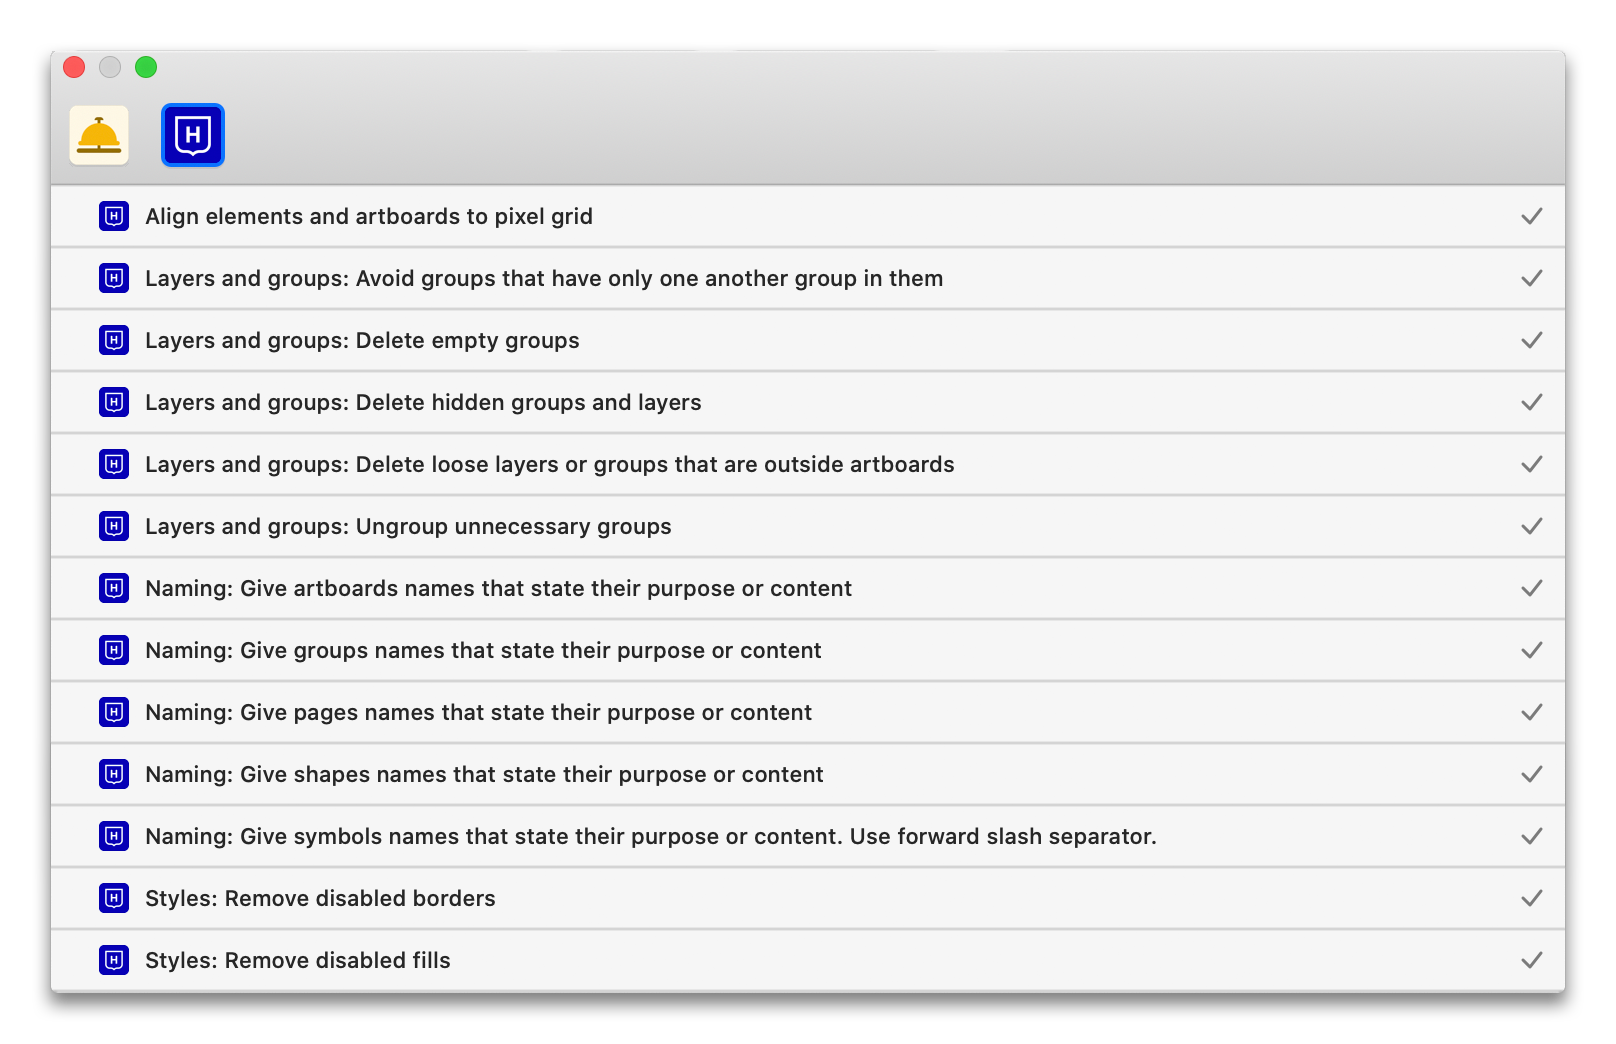 H
H Align elements and artboards to pixel grid
H Layers and groups: Avoid groups that have only one another group in them
H Layers and groups: Delete empty groups
H Layers and groups: Delete hidden groups and layers
H Layers and groups: Delete loose layers or groups that are outside artboards
H Layers and groups: Ungroup unnecessary groups
H Naming: Give artboards names that state their purpose or content
H Naming: Give groups names that state their purpose or content
H Naming: Give pages names that state their purpose or content
H Naming: Give shapes names that state their purpose or content
H Naming: Give symbols names that state their purpose or content. Use forward slash separator.
H Styles: Remove disabled borders
H Styles: Remove disabled fills